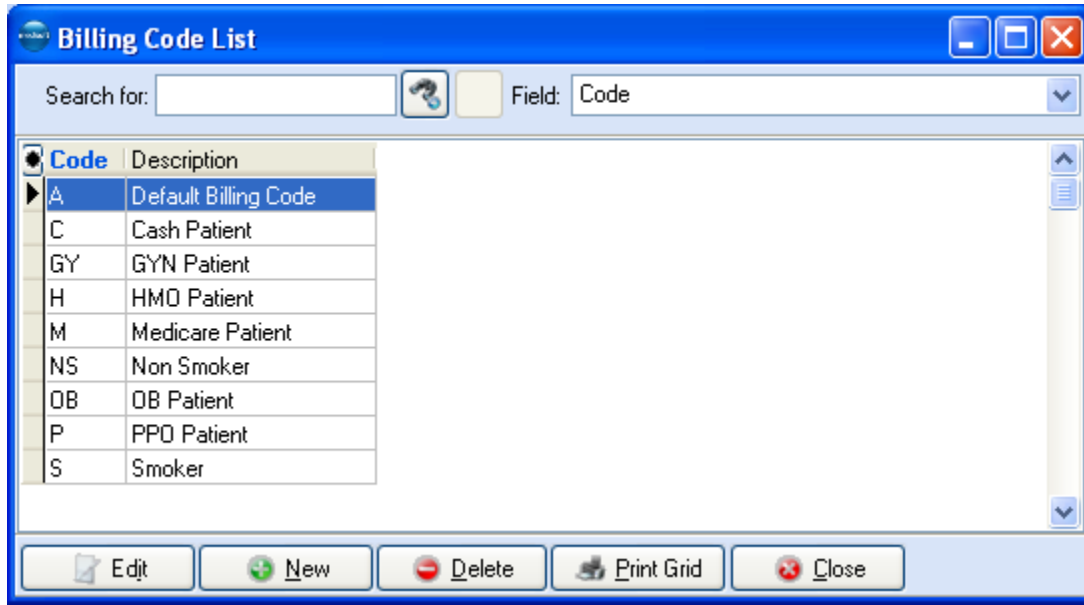 Billing Code List
Search for: Field: Code
Code Description
A Default Billing Code
C Cash Patient
GY GYN Patient
H HMO Patient
M Medicare Patient
NS Non Smoker
OB OB Patient
P PPO Patient
S Smoker
Edit New Delete Print Grid Close